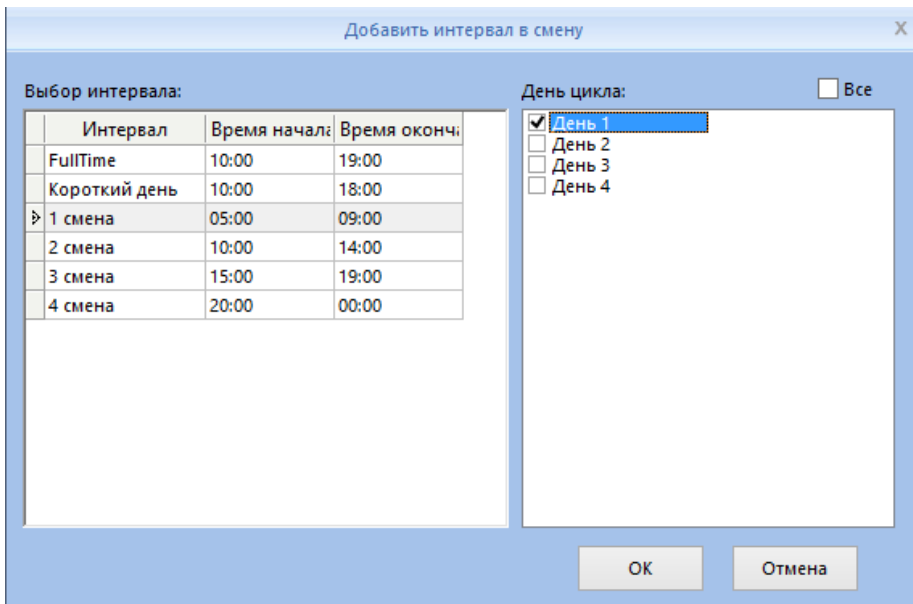 Добавить интервал в смену X
Выбор интервала:
Интервал Время начала Время оконч
FullTime 10:00 19:00
Короткий день 10:00 18:00
1 смена 05:00 09:00
2 смена 10:00 14:00
3 смена 15:00 19:00
4 смена 20:00 00:00
День цикла: Все
День 1
День 2
День 3
День 4
OK Отмена